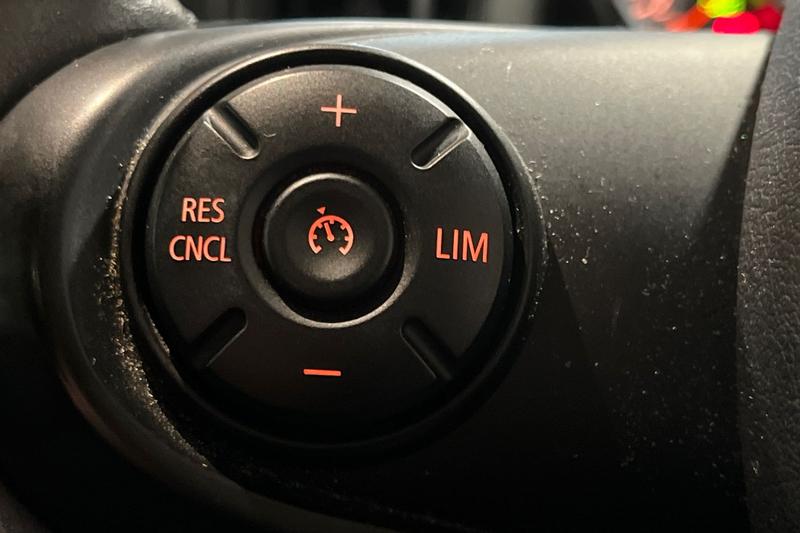 +
RES
CNCL
LIM
−